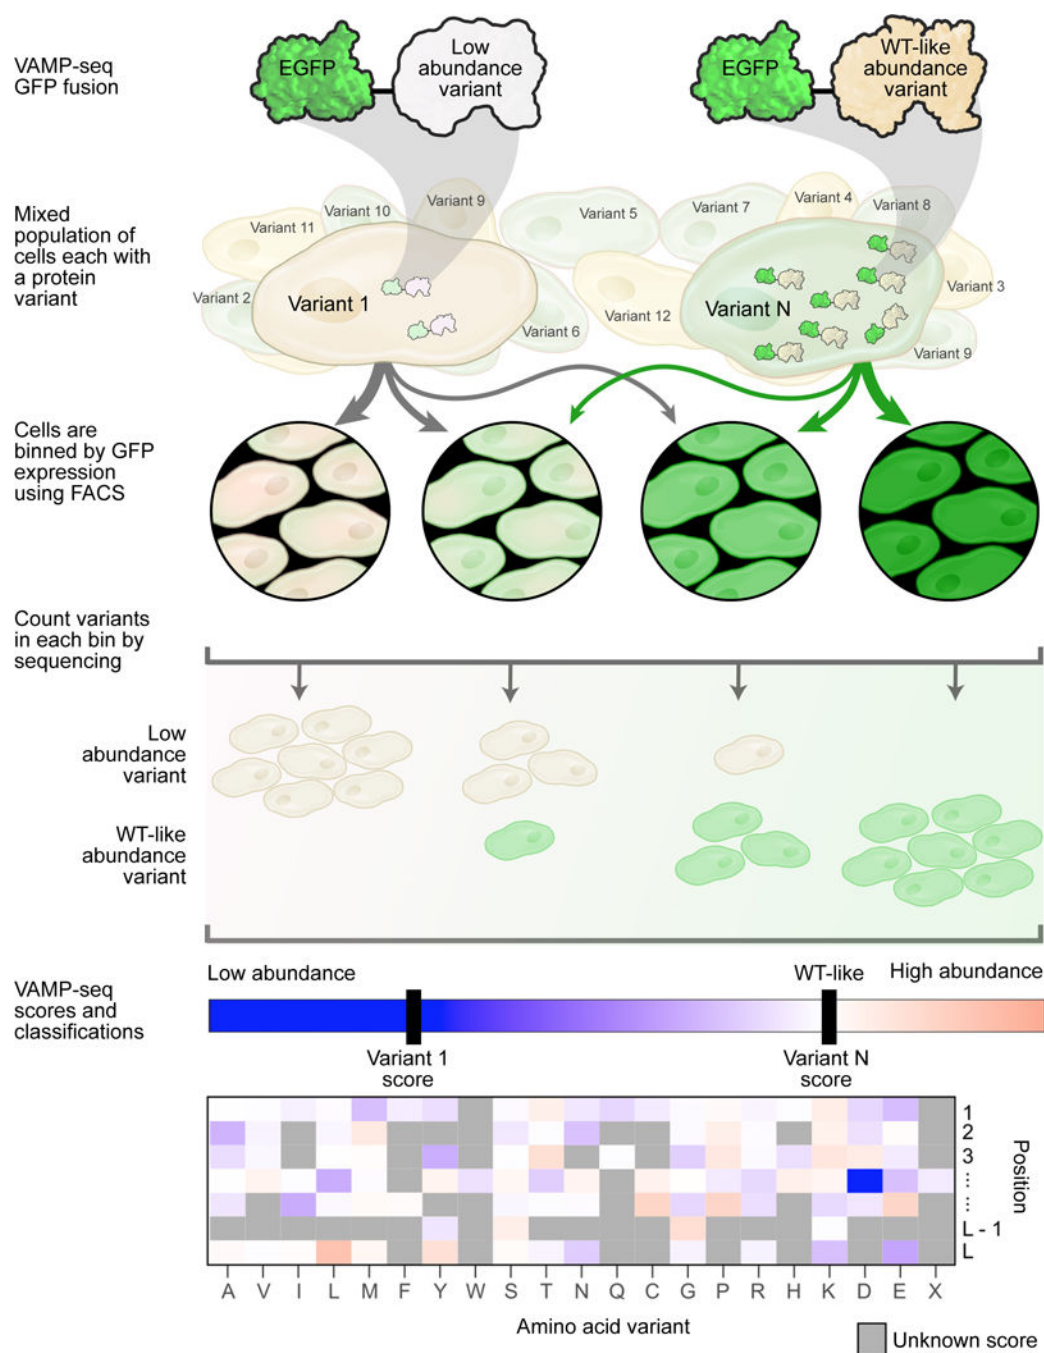 VAMP-seq
GFP fusion
EGFP
Low
abundance
variant
EGFP
WT-like
abundance
variant
Mixed
population of
cells each with
a protein
variant
Variant 11
Variant 10
Variant 9
Variant 5
Variant 7
Variant 4
Variant 8
Variant 2
Variant 1
Variant 6
Variant 12
Variant N
Variant 3
Variant 9
Cells are
binned by GFP
expression
using FACS
Count variants
in each bin by
sequencing
Low
abundance
variant
WT-like
abundance
variant
VAMP-seq
scores and
classifications
Low abundance
WT-like
High abundance
Variant 1
score
Variant N
score
1
2
3
...
...
L - 1
L
Position
A V I L M F Y W S T N Q C G P R H K D E X
Amino acid variant
Unknown score